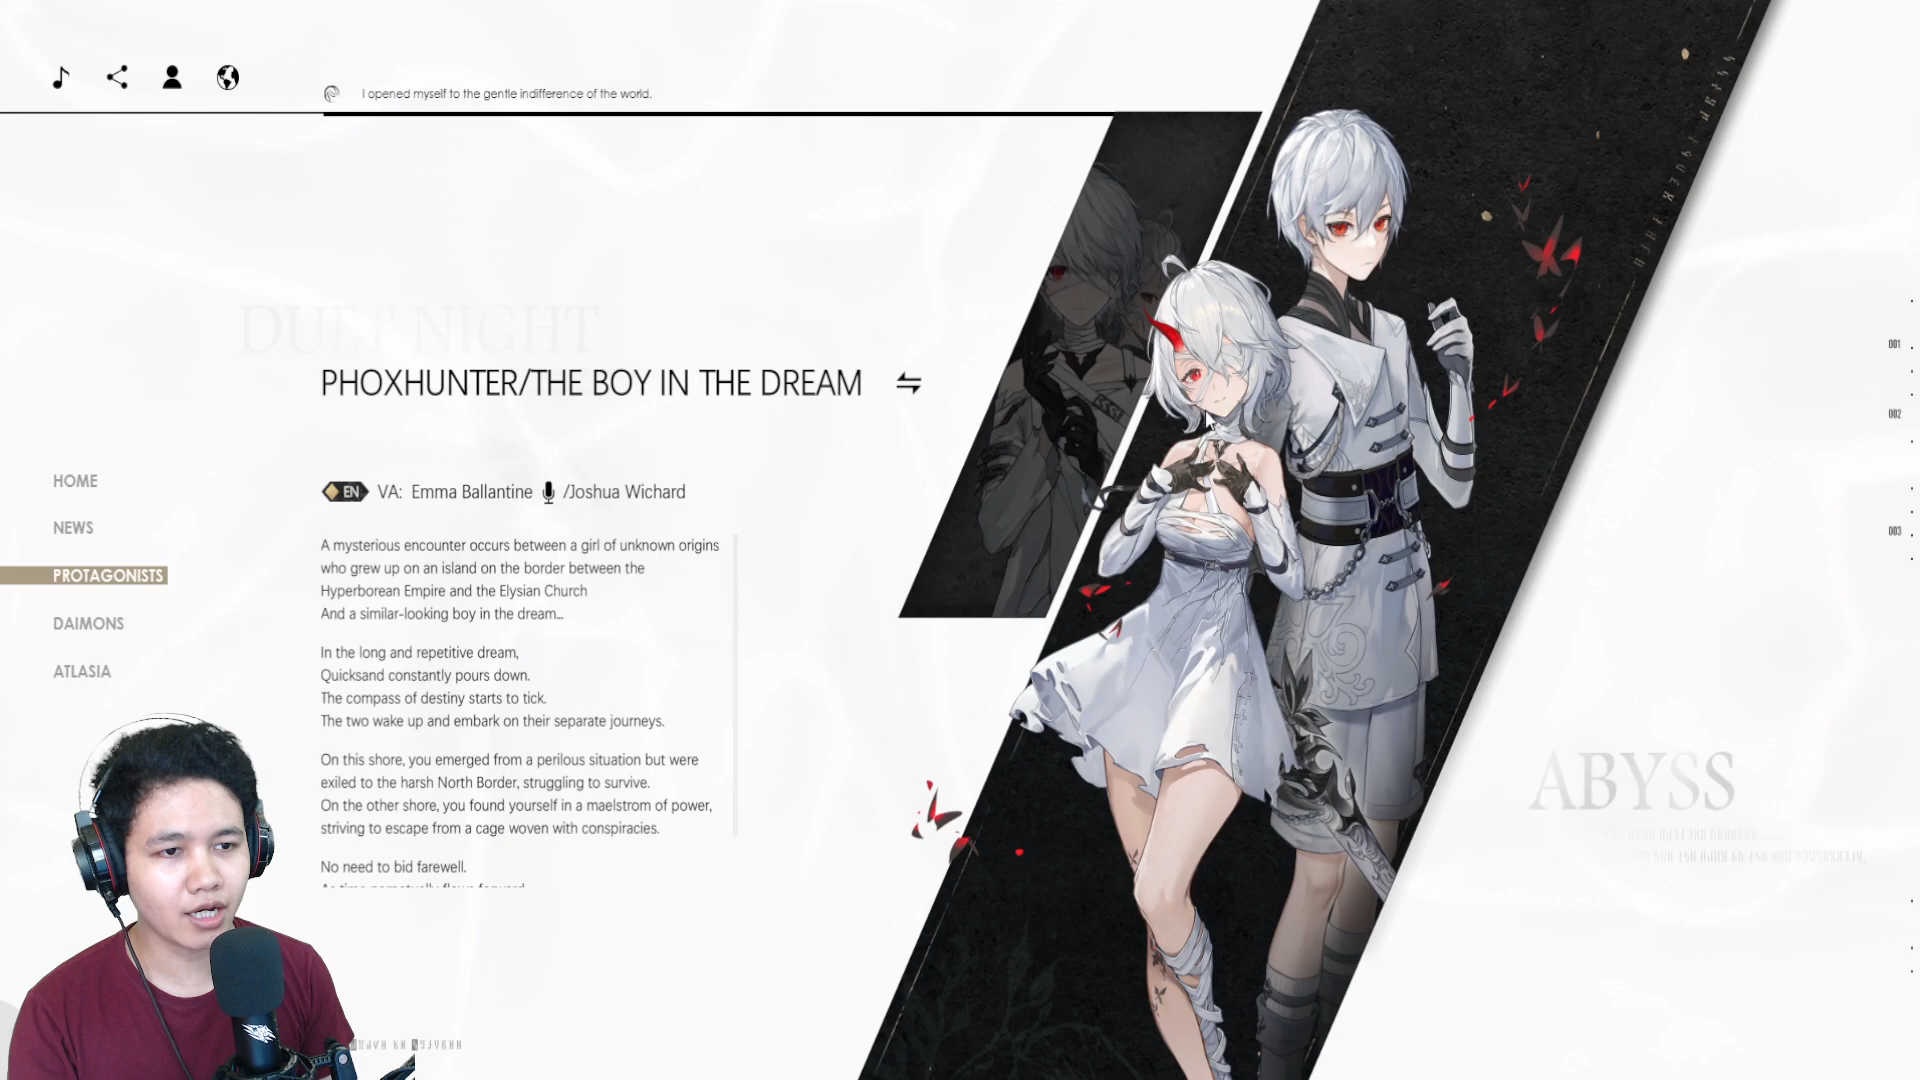 I opened myself to the gentle indifference of the world.
DUET NIGHT
PHOXHUNTER/THE BOY IN THE DREAM
EN VA: Emma Ballantine /Joshua Wichard
HOME
NEWS
PROTAGONISTS
DAIMONS
ATLASIA
A mysterious encounter occurs between a girl of unknown origins
who grew up on an island on the border between the
Hyperborean Empire and the Elysian Church
And a similar-looking boy in the dream...
In the long and repetitive dream,
Quicksand constantly pours down.
The compass of destiny starts to tick.
The two wake up and embark on their separate journeys.
On this shore, you emerged from a perilous situation but were
exiled to the harsh North Border, struggling to survive.
On the other shore, you found yourself in a maelstrom of power,
striving to escape from a cage woven with conspiracies.
No need to bid farewell.
As time perpetually flows forward
001
002
003
ABYSS